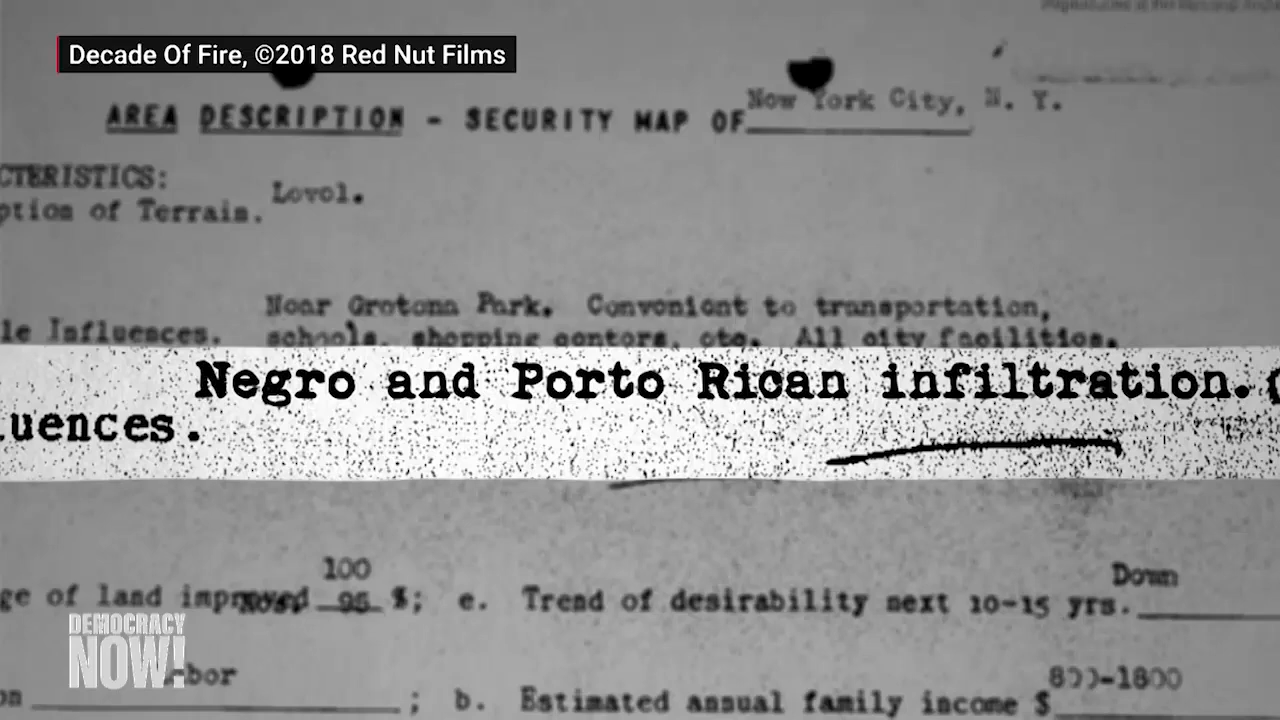 Decade Of Fire, ©2018 Red Nut Films
AREA DESCRIPTION - SECURITY MAP OF New York City, N. Y.
CTERISTICS:
ption of Terrain. Level.
Near Crotona Park. Convenient to transportation,
le Influences. schools, shopping centers, etc. All city facilities.
Negro and Porto Rican infiltration.
luences.
100
ge of land improved 95 %; e. Trend of desirability next 10-15 yrs. Down
DEMOCRACY
NOW!
; b. Estimated annual family income $ 800-1800